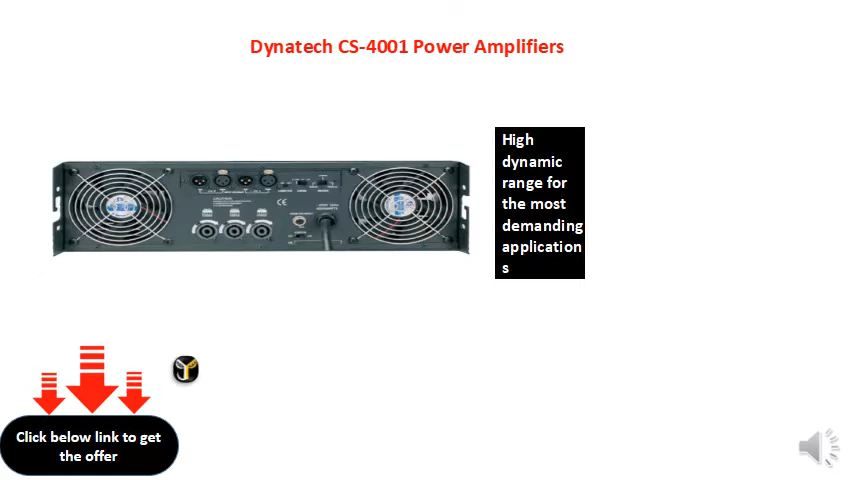 Dynatech CS-4001 Power Amplifiers
High
dynamic
range for
the most
demanding
application
s
Click below link to get
the offer